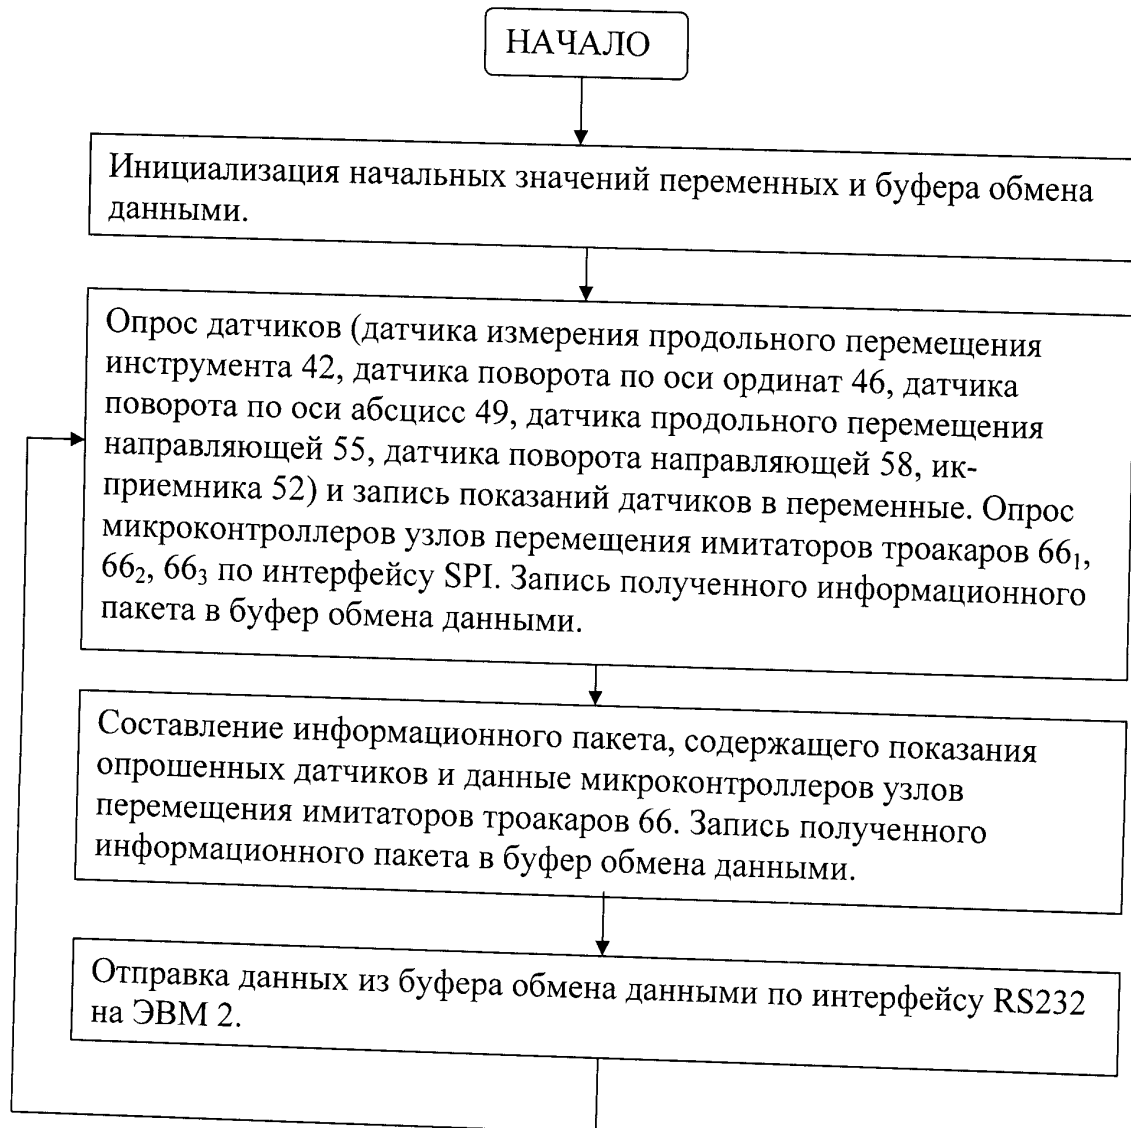 НАЧАЛО
Инициализация начальных значений переменных и буфера обмена
данными.
Опрос датчиков (датчика измерения продольного перемещения
инструмента 42, датчика поворота по оси ординат 46, датчика
поворота по оси абсцисс 49, датчика продольного перемещения
направляющей 55, датчика поворота направляющей 58, ик-
приемника 52) и запись показаний датчиков в переменные. Опрос
микроконтроллеров узлов перемещения имитаторов троакаров 66₁,
66₂, 66₃ по интерфейсу SPI. Запись полученного информационного
пакета в буфер обмена данными.
Составление информационного пакета, содержащего показания
опрошенных датчиков и данные микроконтроллеров узлов
перемещения имитаторов троакаров 66. Запись полученного
информационного пакета в буфер обмена данными.
Отправка данных из буфера обмена данными по интерфейсу RS232
на ЭВМ 2.